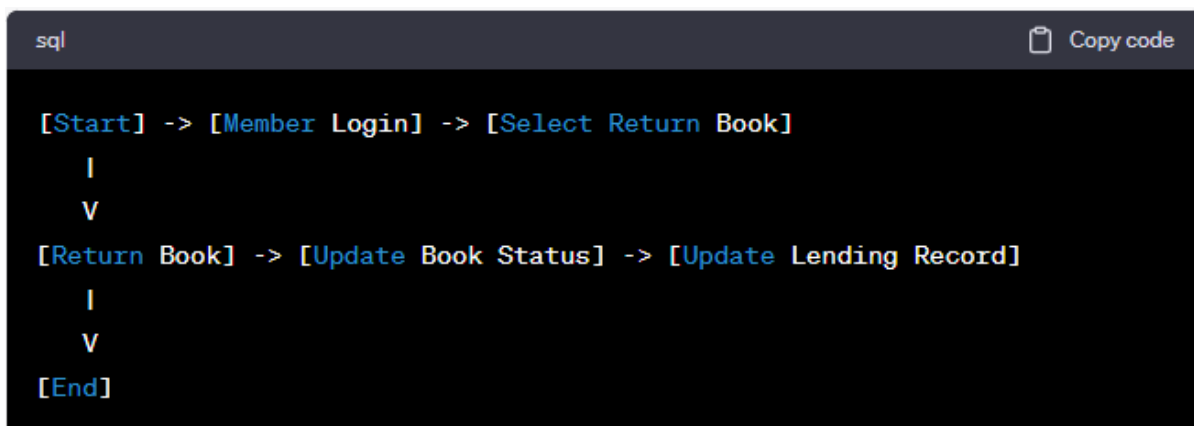 sql Copy code
[Start] -> [Member Login] -> [Select Return Book]
|
V
[Return Book] -> [Update Book Status] -> [Update Lending Record]
|
V
[End]